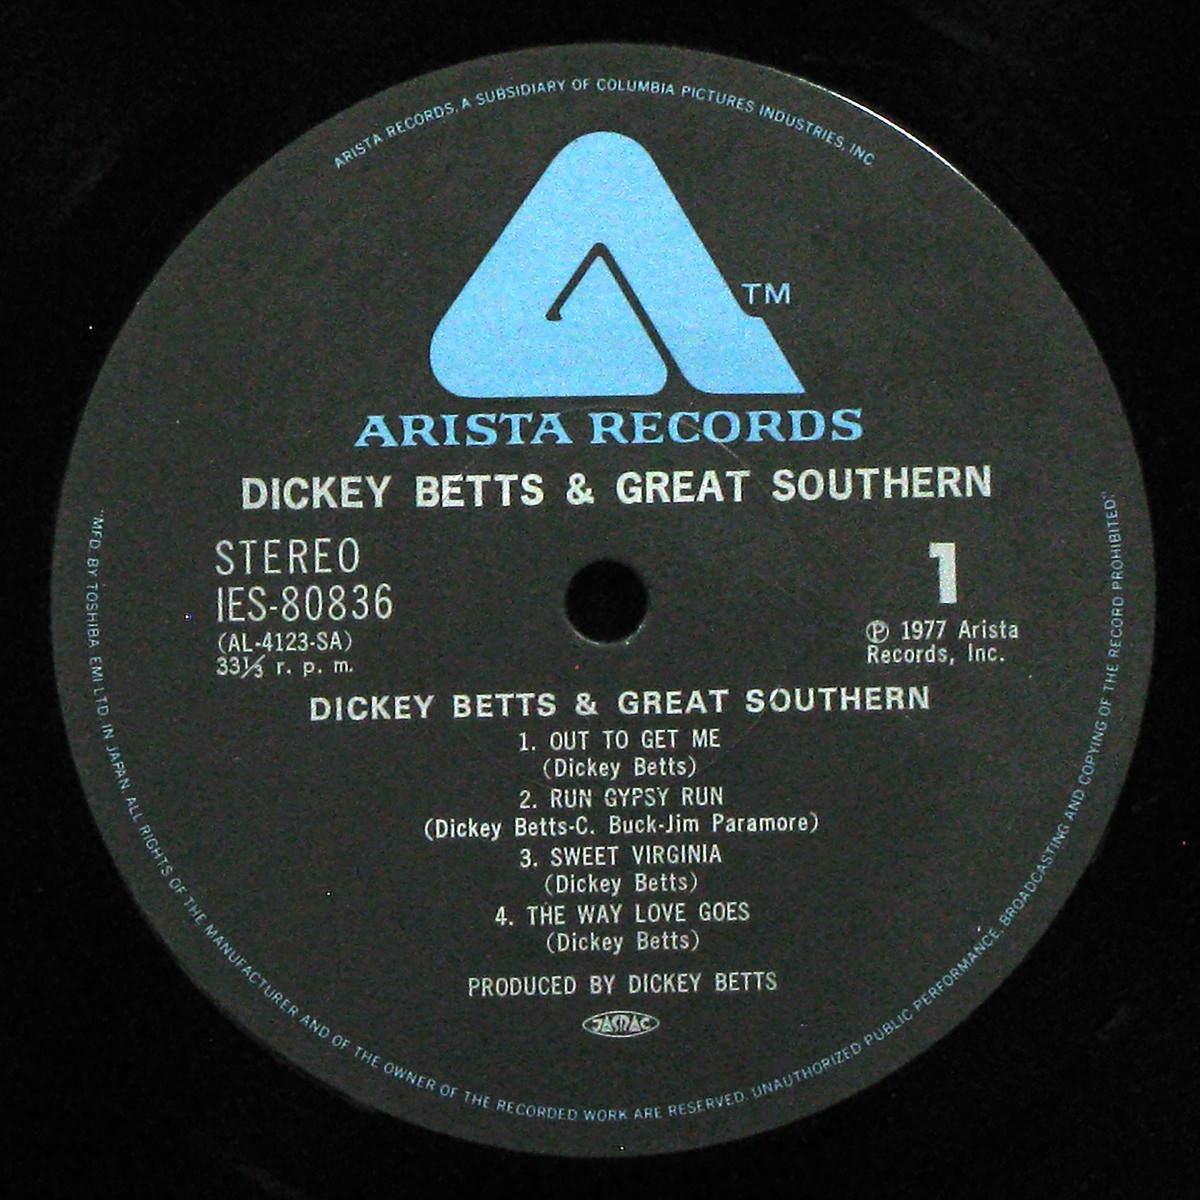 ARISTA RECORDS, A SUBSIDIARY OF COLUMBIA PICTURES INDUSTRIES, INC
TM
ARISTA RECORDS
DICKEY BETTS & GREAT SOUTHERN
STEREO
IES-80836
(AL-4123-SA)
33⅓ r. p. m.
1
Ⓟ 1977 Arista
Records, Inc.
DICKEY BETTS & GREAT SOUTHERN
1. OUT TO GET ME
(Dickey Betts)
2. RUN GYPSY RUN
(Dickey Betts-C. Buck-Jim Paramore)
3. SWEET VIRGINIA
(Dickey Betts)
4. THE WAY LOVE GOES
(Dickey Betts)
PRODUCED BY DICKEY BETTS
JASRAC
"MFD. BY TOSHIBA EMI LTD. IN JAPAN. ALL RIGHTS OF THE MANUFACTURER AND OF THE OWNER OF THE RECORDED WORK ARE RESERVED. UNAUTHORIZED PUBLIC PERFORMANCE, BROADCASTING AND COPYING OF THE RECORD PROHIBITED"